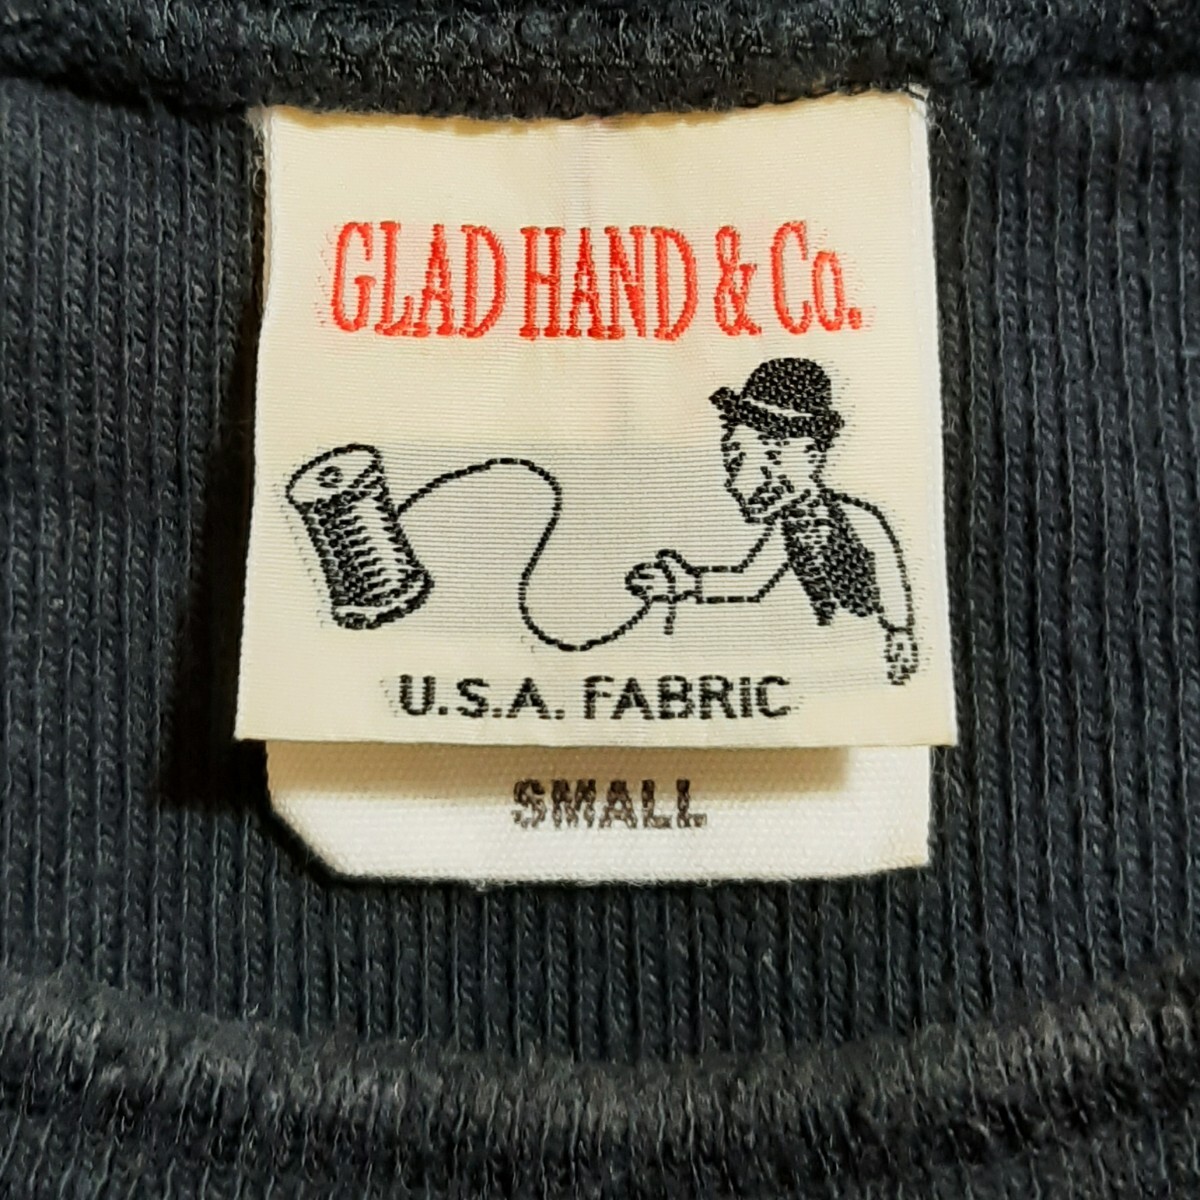 GLAD HAND & Co.
U.S.A. FABRIC
SMALL